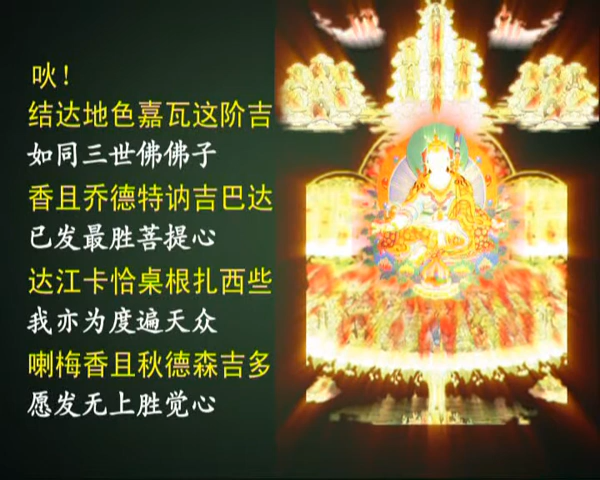 吙！
结达地色嘉瓦这阶吉
如同三世佛佛子
香且乔德特讷吉巴达
已发最胜菩提心
达江卡恰桌根扎西些
我亦为度遍天众
喇梅香且秋德森吉多
愿发无上胜觉心